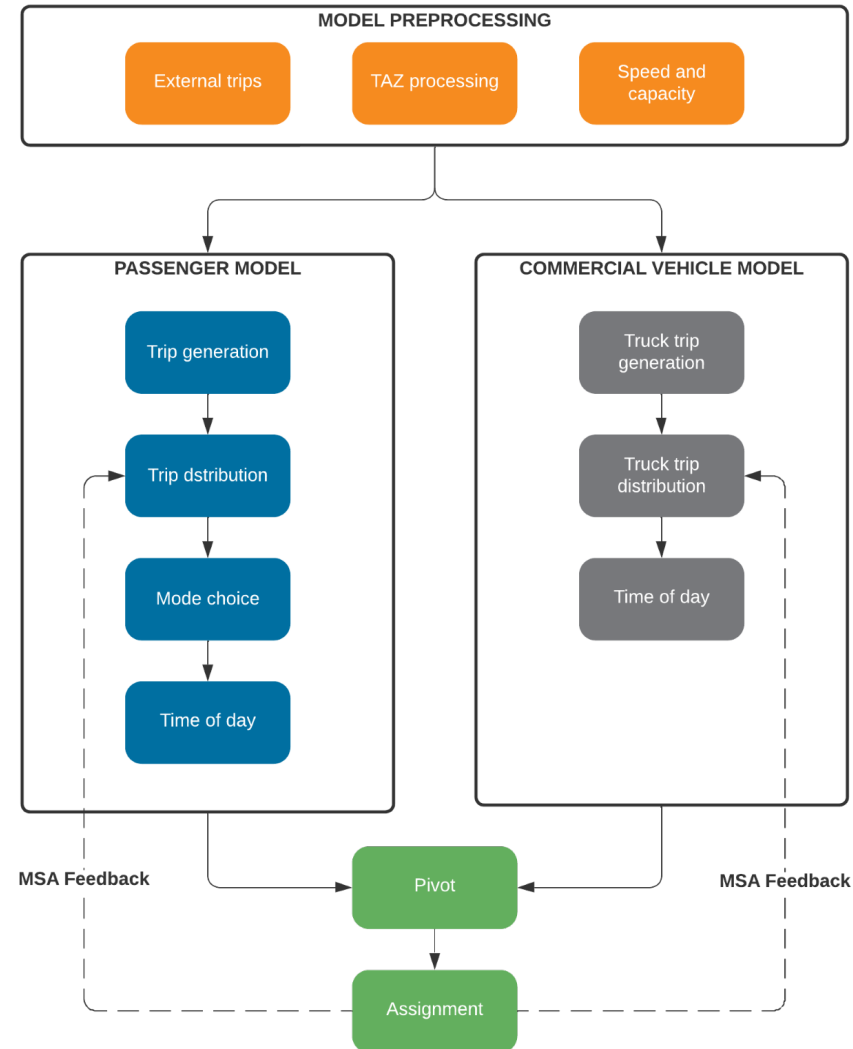 MODEL PREPROCESSING
External trips
TAZ processing
Speed and
capacity
PASSENGER MODEL
Trip generation
Trip dstribution
Mode choice
Time of day
COMMERCIAL VEHICLE MODEL
Truck trip
generation
Truck trip
distribution
Time of day
MSA Feedback
Pivot
MSA Feedback
Assignment